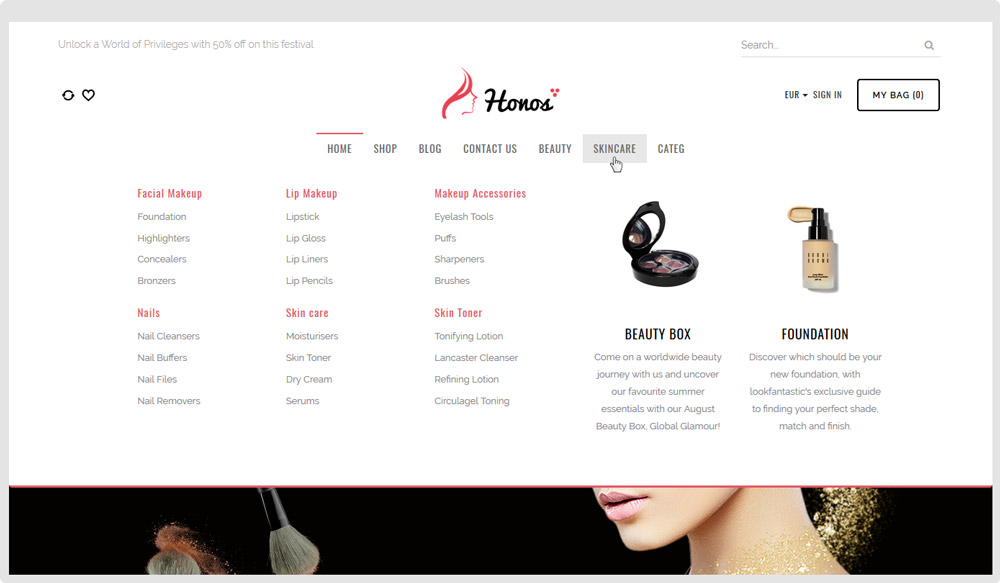 Unlock a World of Privileges with 50% off on this festival
Search...
Honos
EUR SIGN IN MY BAG (0)
HOME SHOP BLOG CONTACT US BEAUTY SKINCARE CATEG
Facial Makeup
Foundation
Highlighters
Concealers
Bronzers
Lip Makeup
Lipstick
Lip Gloss
Lip Liners
Lip Pencils
Makeup Accessories
Eyelash Tools
Puffs
Sharpeners
Brushes
Nails
Nail Cleansers
Nail Buffers
Nail Files
Nail Removers
Skin care
Moisturisers
Skin Toner
Dry Cream
Serums
Skin Toner
Tonifying Lotion
Lancaster Cleanser
Refining Lotion
Circulagel Toning
BEAUTY BOX
Come on a worldwide beauty
journey with us and uncover
our favourite summer
essentials with our August
Beauty Box, Global Glamour!
BOBBI
BROWN
FOUNDATION
Discover which should be your
new foundation, with
lookfantastic's exclusive guide
to finding your perfect shade,
match and finish.